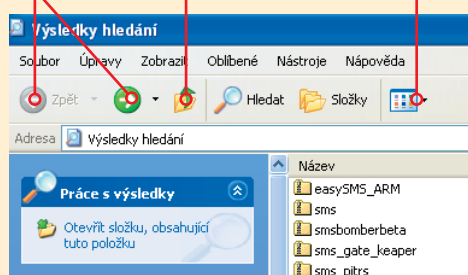 Výsledky hledání
Soubor Úpravy Zobrazit Oblíbené Nástroje Nápověda
Zpět Hledat Složky
Adresa Výsledky hledání
Název
Práce s výsledky
Otevřít složku, obsahující
tuto položku
easySMS_ARM
sms
smsbomberbeta
sms_gate_keaper
sms_pitrs